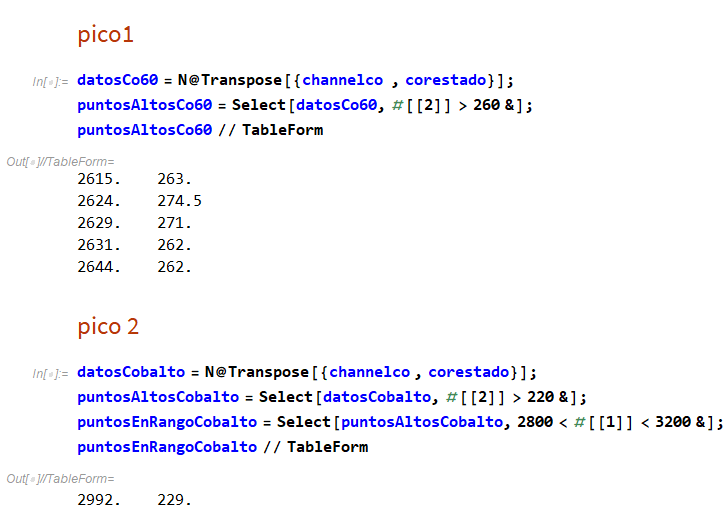 pico1
In[∘]:= datosCo60 = N@Transpose[{channelco , corestado}];
puntosAltosCo60 = Select[datosCo60, #[[2]] > 260 &];
puntosAltosCo60 // TableForm
Out[∘]//TableForm=
2615. 263.
2624. 274.5
2629. 271.
2631. 262.
2644. 262.
pico 2
In[∘]:= datosCobalto = N@Transpose[{channelco , corestado}];
puntosAltosCobalto = Select[datosCobalto, #[[2]] > 220 &];
puntosEnRangoCobalto = Select[puntosAltosCobalto, 2800 < #[[1]] < 3200 &];
puntosEnRangoCobalto // TableForm
Out[∘]//TableForm=
2992. 229.